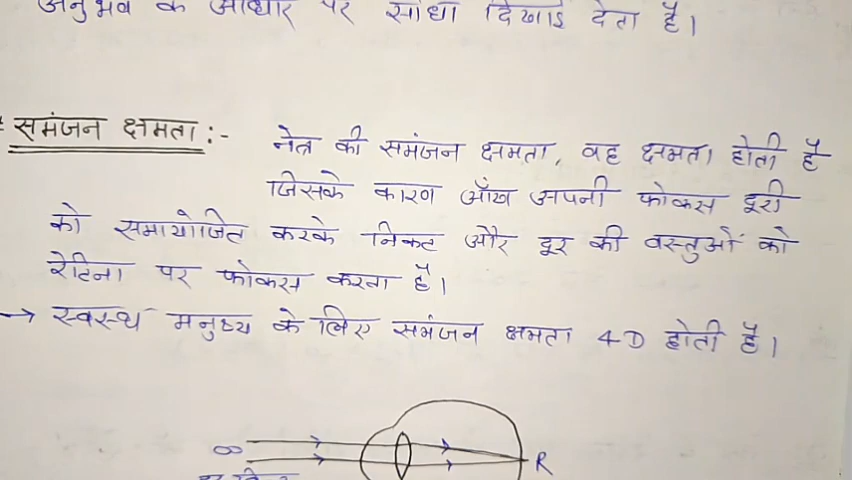 अनुभव के आधार पर सीधा दिखाई देता है।
समंजन क्षमता :- नेत्र की समंजन क्षमता, वह क्षमता होती है
जिसके कारण आँख अपनी फोकस दूरी
को समायोजित करके निकट और दूर की वस्तुओं को
रेटिना पर फोकस करता है।
→ स्वस्थ मनुष्य के लिए समंजन क्षमता 4D होती है।
∞
R